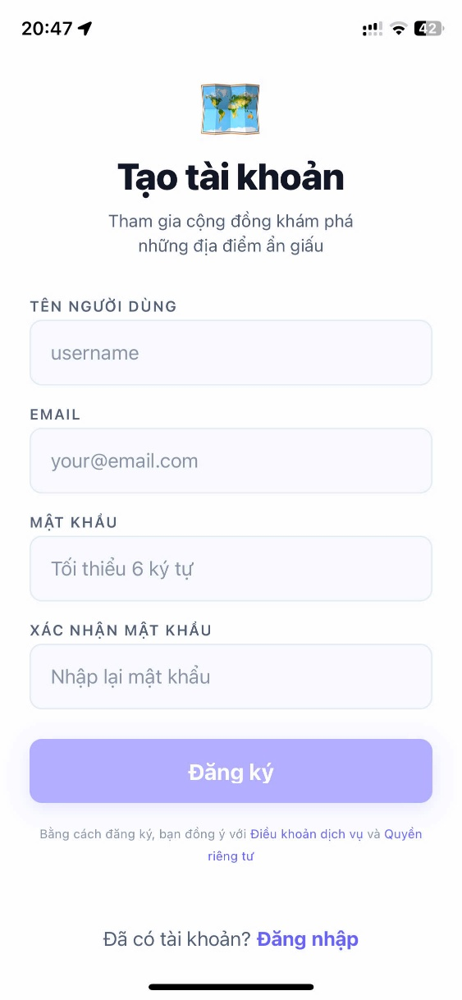 20:47
42
Tạo tài khoản
Tham gia cộng đồng khám phá
những địa điểm ẩn giấu
TÊN NGƯỜI DÙNG
username
EMAIL
your@email.com
MẬT KHẨU
Tối thiểu 6 ký tự
XÁC NHẬN MẬT KHẨU
Nhập lại mật khẩu
Đăng ký
Bằng cách đăng ký, bạn đồng ý với Điều khoản dịch vụ và Quyền
riêng tư
Đã có tài khoản? Đăng nhập